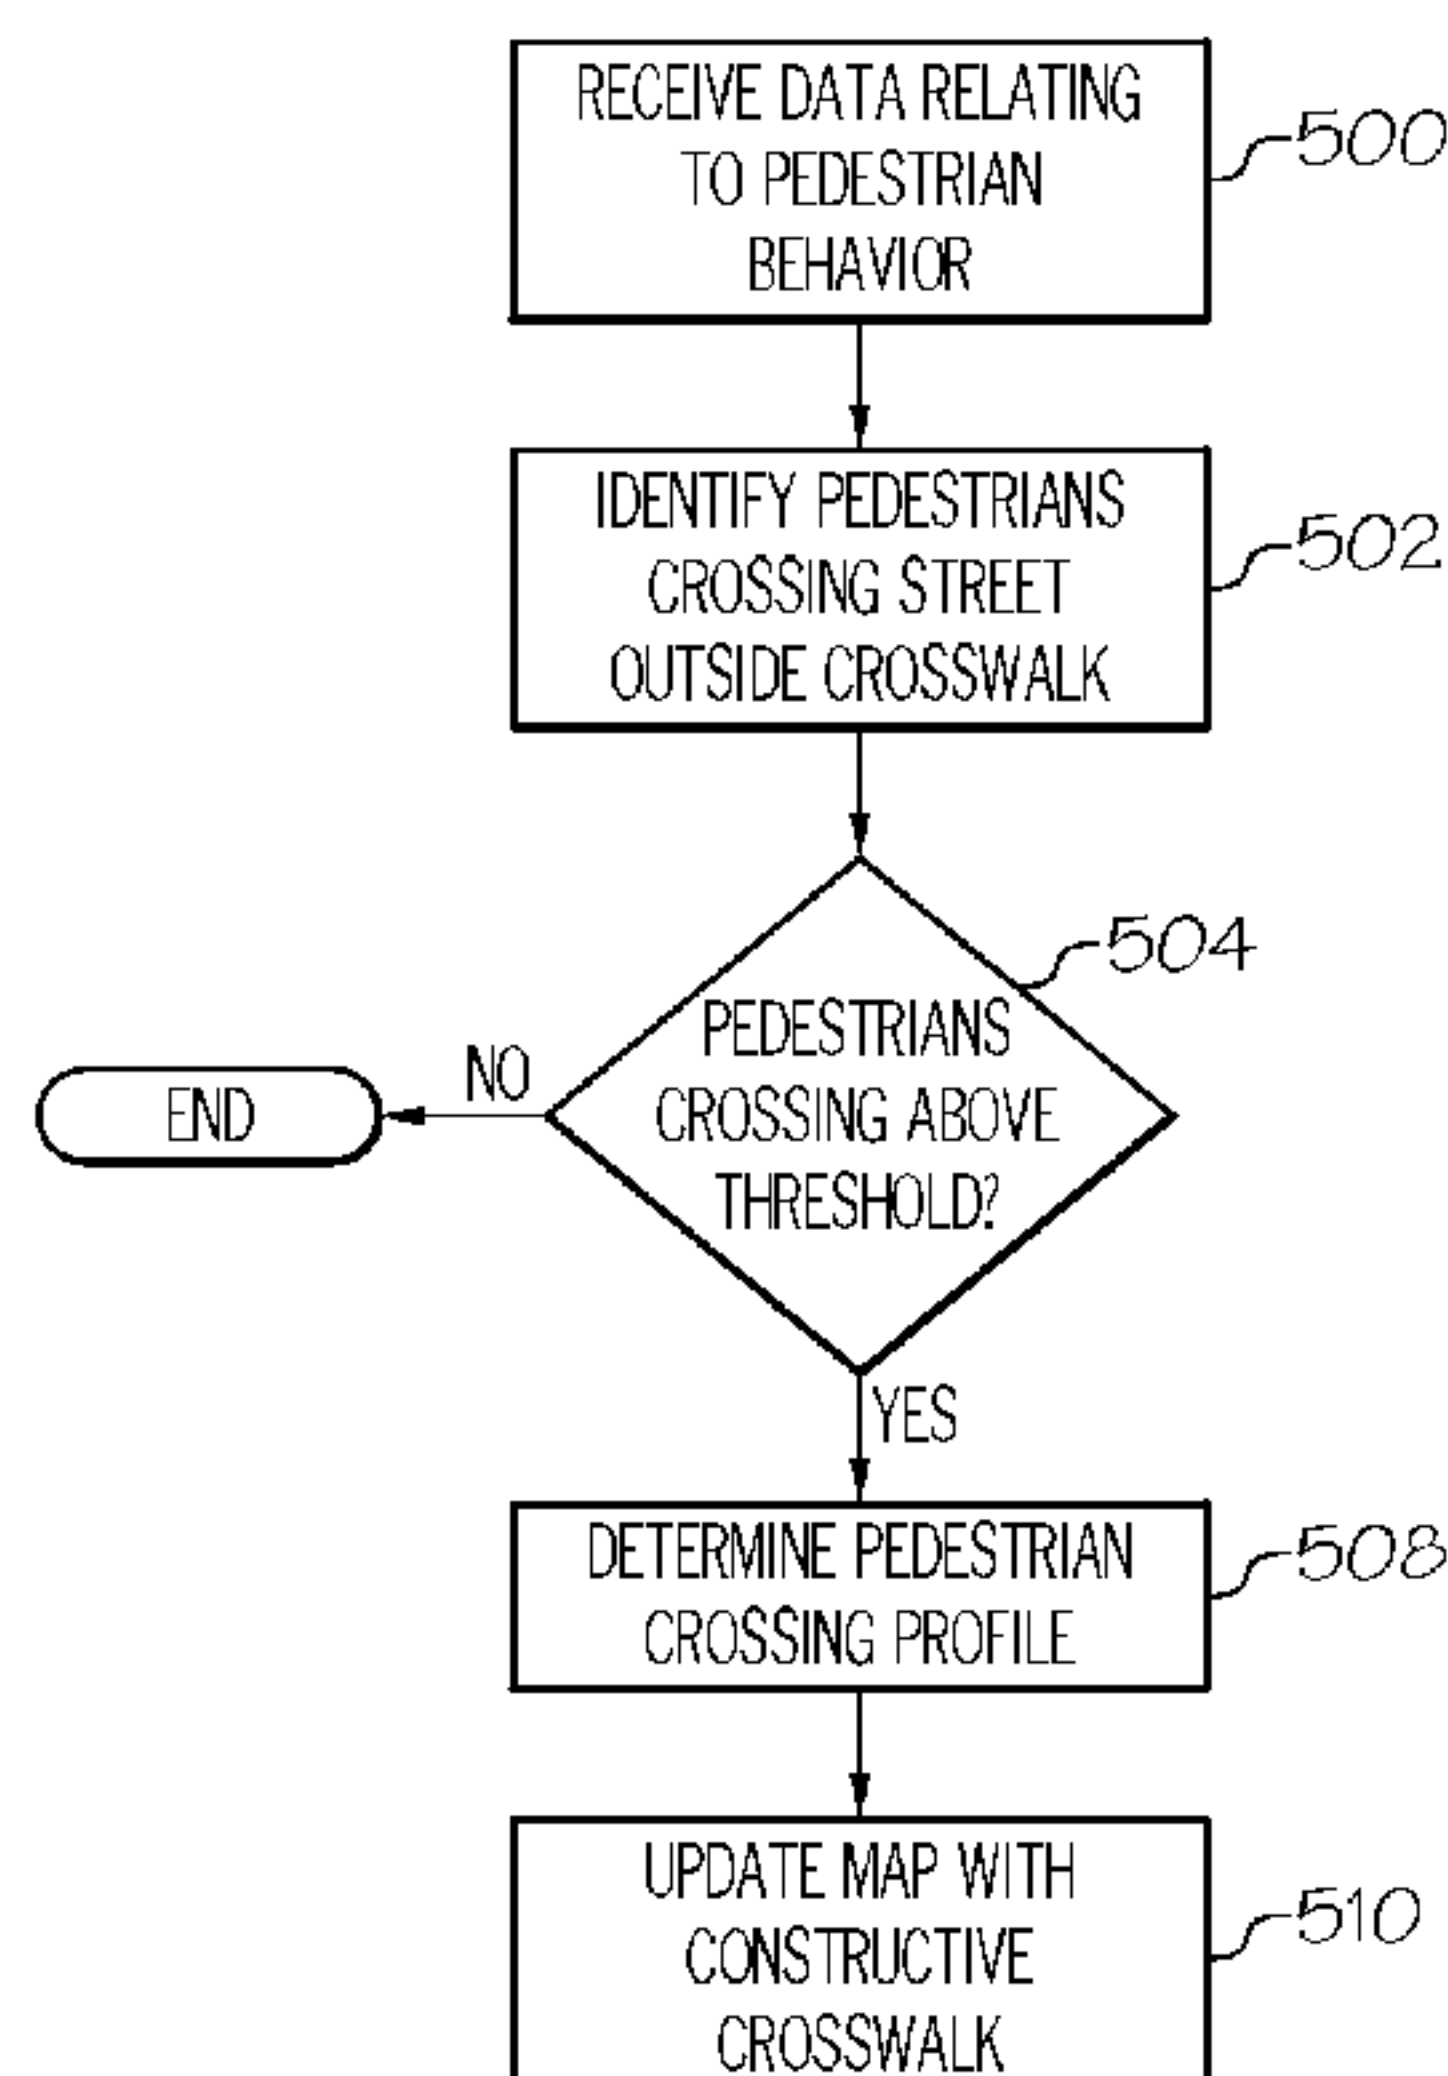 RECEIVE DATA RELATING
TO PEDESTRIAN
BEHAVIOR
500
IDENTIFY PEDESTRIANS
CROSSING STREET
OUTSIDE CROSSWALK
502
504
PEDESTRIANS
CROSSING ABOVE
THRESHOLD?
NO
END
YES
DETERMINE PEDESTRIAN
CROSSING PROFILE
508
UPDATE MAP WITH
CONSTRUCTIVE
CROSSWALK
510